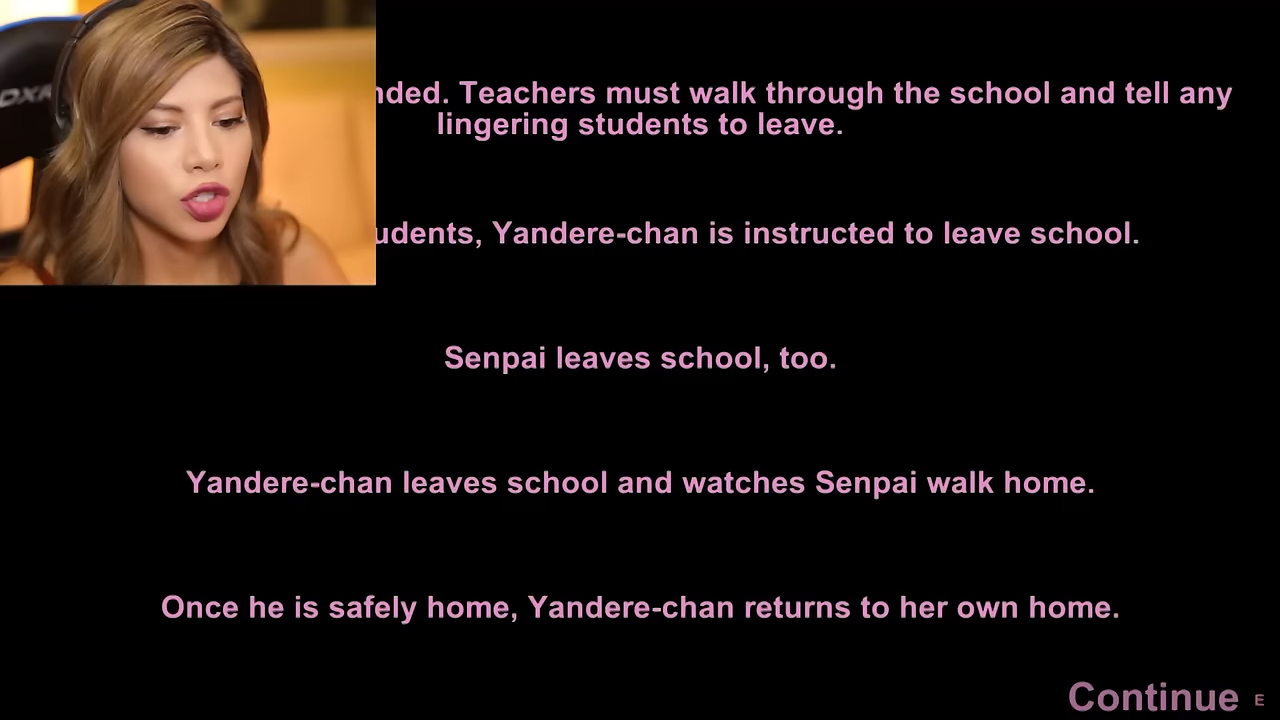 nded. Teachers must walk through the school and tell any
lingering students to leave.
udents, Yandere-chan is instructed to leave school.
Senpai leaves school, too.
Yandere-chan leaves school and watches Senpai walk home.
Once he is safely home, Yandere-chan returns to her own home.
Continue E